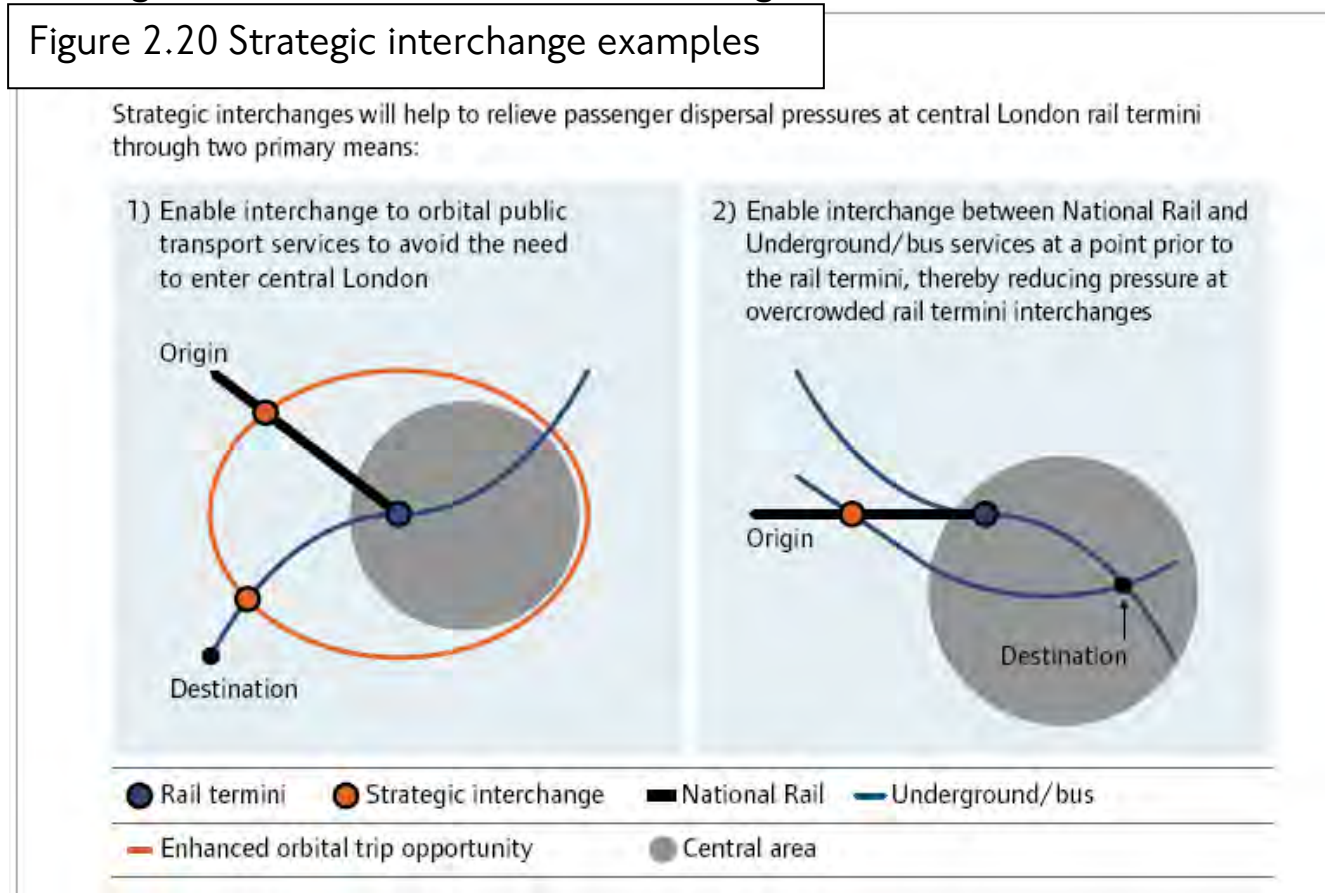 Figure 2.20 Strategic interchange examples
Strategic interchanges will help to relieve passenger dispersal pressures at central London rail termini
through two primary means:
1) Enable interchange to orbital public
transport services to avoid the need
to enter central London
Origin
Destination
2) Enable interchange between National Rail and
Underground/bus services at a point prior to
the rail termini, thereby reducing pressure at
overcrowded rail termini interchanges
Origin
Destination
Rail termini Strategic interchange National Rail Underground/bus
Enhanced orbital trip opportunity Central area